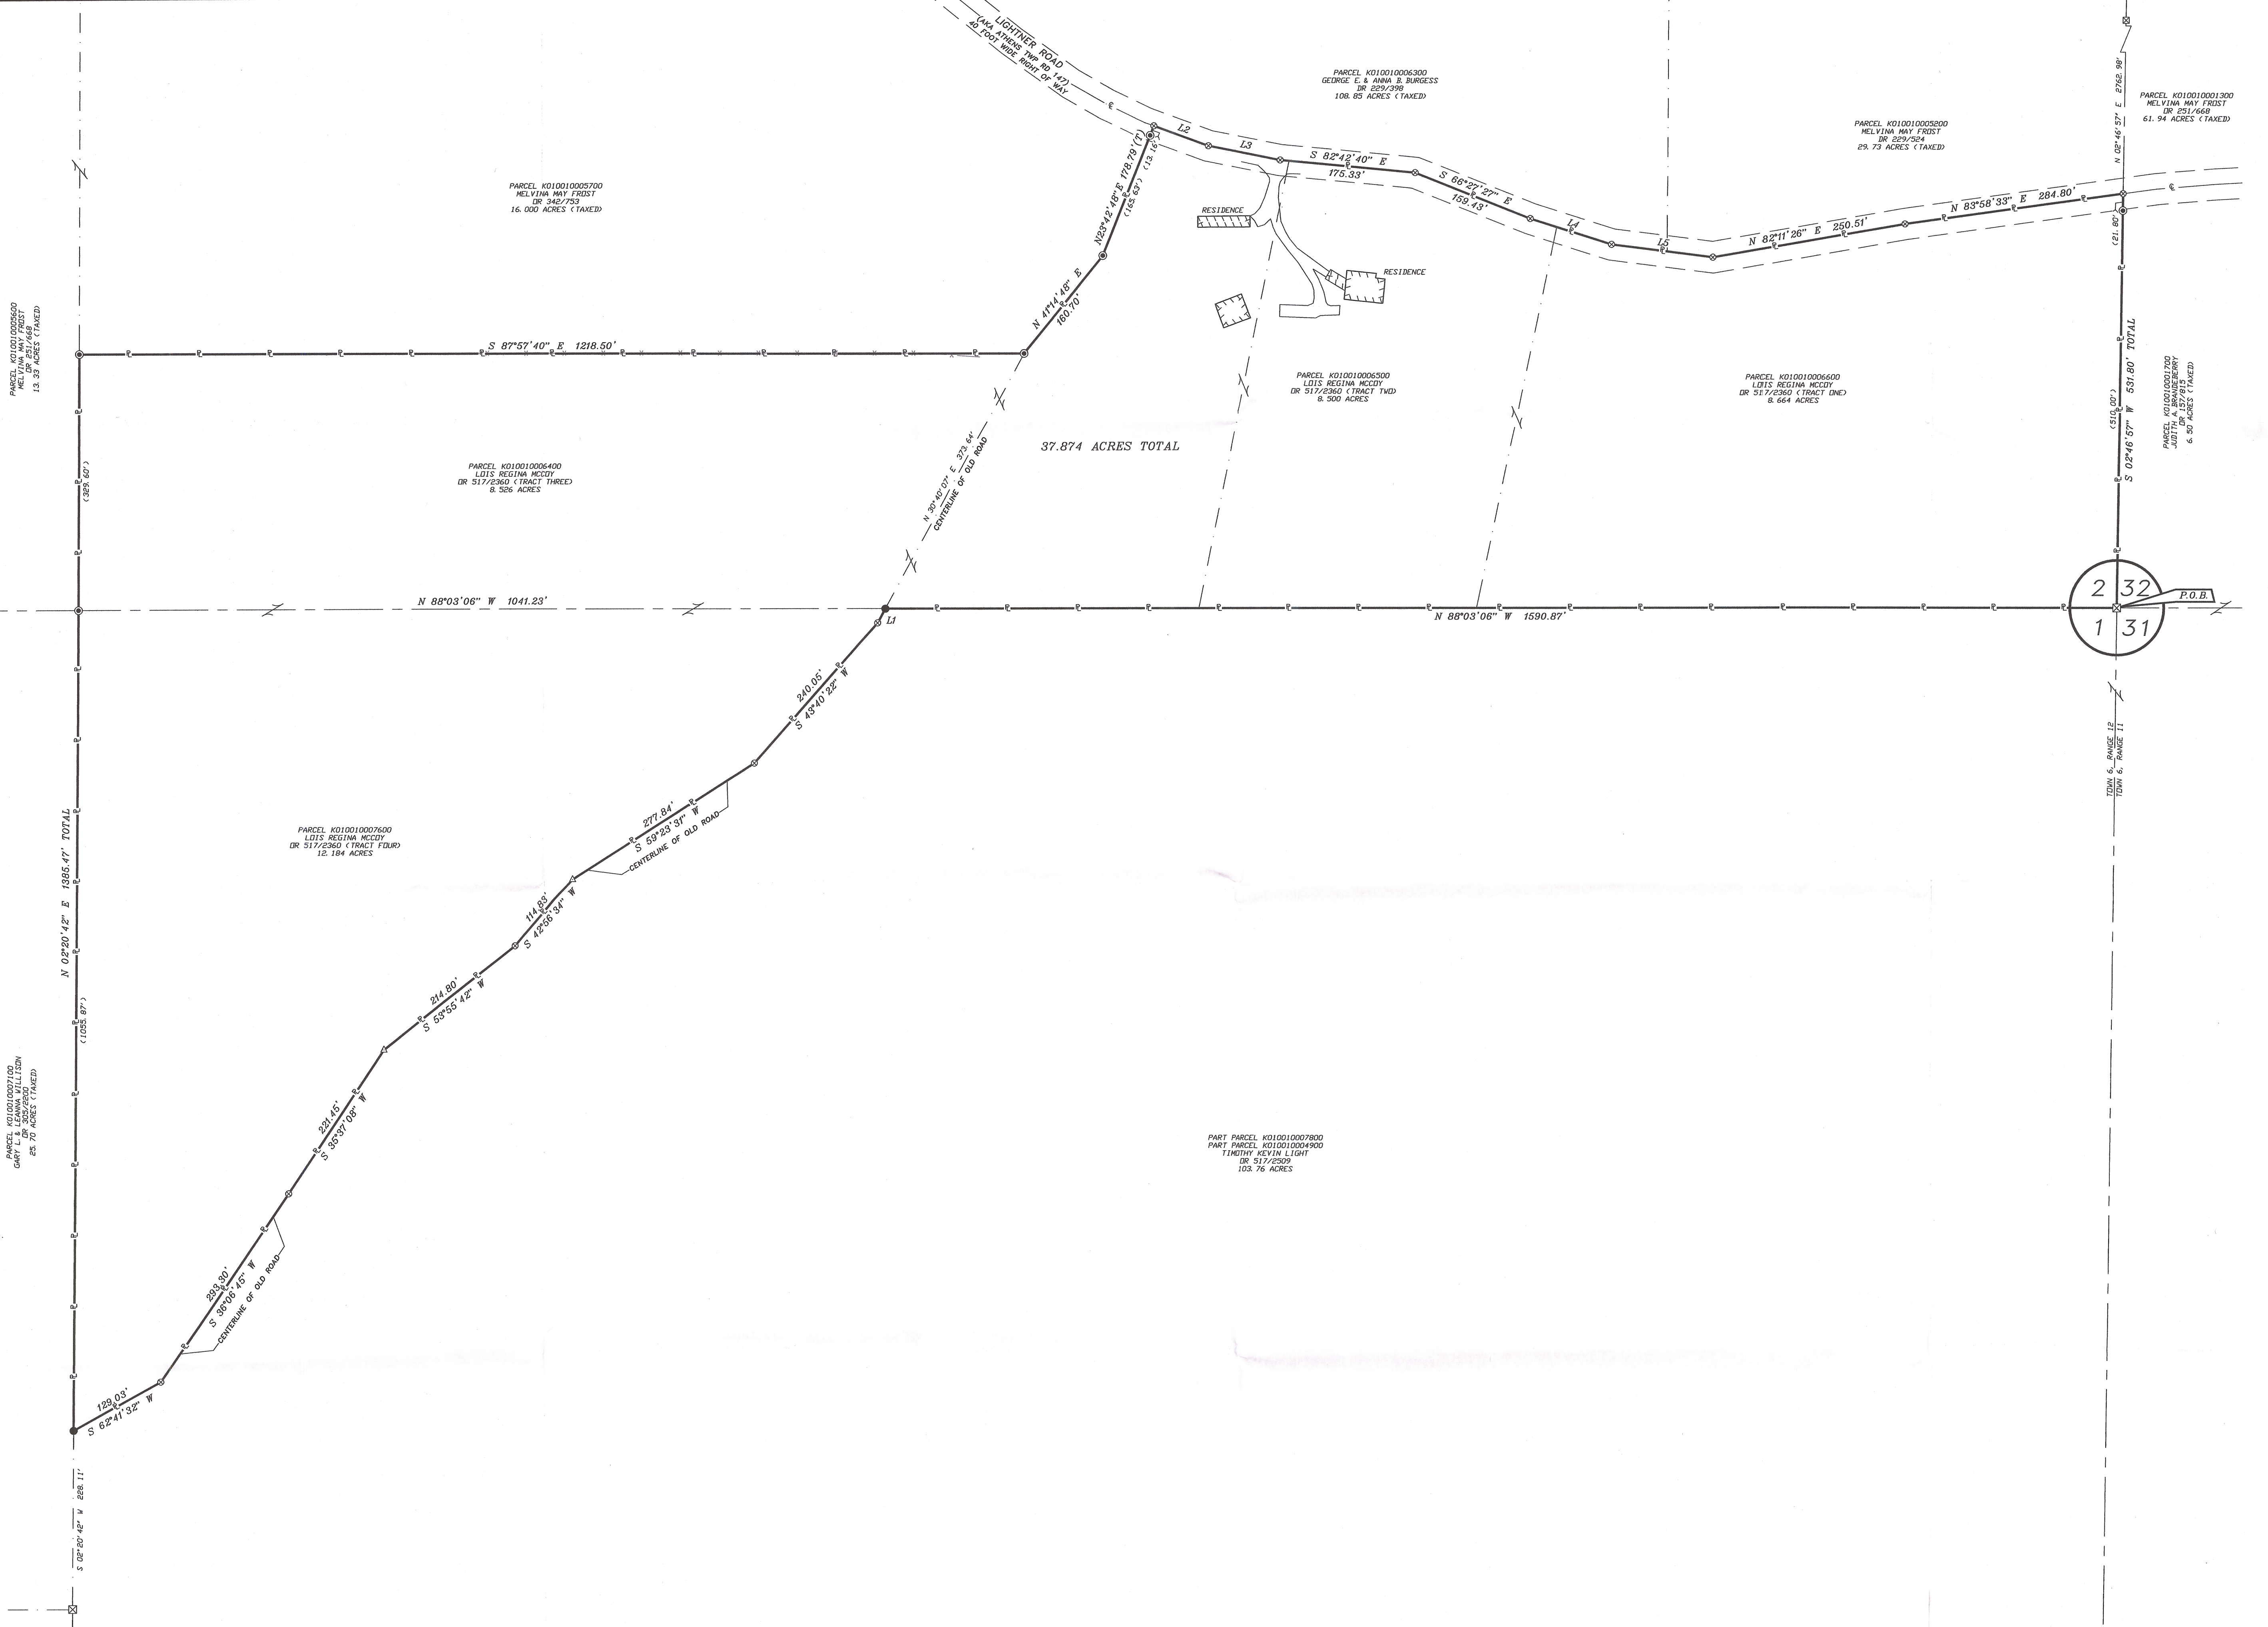 LIGHTNER ROAD
(AKA ATHENS TWP RD 147)
40 FOOT WIDE RIGHT OF WAY
PARCEL K010010006300
GEORGE E. & ANNA B. BURGESS
DR 229/398
108.85 ACRES (TAXED)
PARCEL K010010005200
MELVINA MAY FROST
DR 229/524
29.73 ACRES (TAXED)
N 02°46'57" E 2762.98'
PARCEL K010010001300
MELVINA MAY FROST
DR 251/668
61.94 ACRES (TAXED)
PARCEL K010010005700
MELVINA MAY FROST
DR 342/753
16.000 ACRES (TAXED)
L2
L3
S 82°42'40" E
175.33'
S 66°27'27" E
159.43'
L4
L5
N 82°11'26" E 250.51'
N 83°58'33" E 284.80'
(21.80')
N23°42'48"E 178.79'(T)
(13.16')
(165.63')
RESIDENCE
RESIDENCE
N 41°14'48" E
160.70'
PARCEL K010010005600
MELVINA MAY FROST
DR 251/668
13.33 ACRES (TAXED)
S 87°57'40" E 1218.50'
PARCEL K010010006500
LOIS REGINA MCCOY
DR 517/2360 (TRACT TWO)
8.500 ACRES
PARCEL K010010006600
LOIS REGINA MCCOY
DR 517/2360 (TRACT ONE)
8.664 ACRES
(510.00')
S 02°46'57" W 531.80' TOTAL
PARCEL K010010001700
JUDITH A. BRANDEBERRY
DR 157/815
6.50 ACRES (TAXED)
37.874 ACRES TOTAL
(329.60')
PARCEL K010010006400
LOIS REGINA MCCOY
DR 517/2360 (TRACT THREE)
8.526 ACRES
N 30°40'07" E 373.64'
CENTERLINE OF OLD ROAD
N 88°03'06" W 1041.23'
L1
N 88°03'06" W 1590.87'
2 32
1 31
P.O.B.
TOWN 6, RANGE 12
TOWN 6, RANGE 11
240.05'
S 43°40'22" W
277.84'
S 59°23'31" W
CENTERLINE OF OLD ROAD
N 02°20'42" E 1385.47' TOTAL
PARCEL K010010007600
LOIS REGINA MCCOY
DR 517/2360 (TRACT FOUR)
12.184 ACRES
114.83'
S 42°56'34" W
214.80'
S 53°55'42" W
(1055.87')
PARCEL K010010007100
GARY L. & LEANNA WILLISON
DR 305/2200
25.70 ACRES (TAXED)
221.45'
S 35°37'08" W
PART PARCEL K010010007800
PART PARCEL K010010004900
TIMOTHY KEVIN LIGHT
DR 517/2509
103.76 ACRES
293.30'
S 36°06'45" W
CENTERLINE OF OLD ROAD
129.03'
S 62°41'32" W
S 02°20'42" W 228.11'